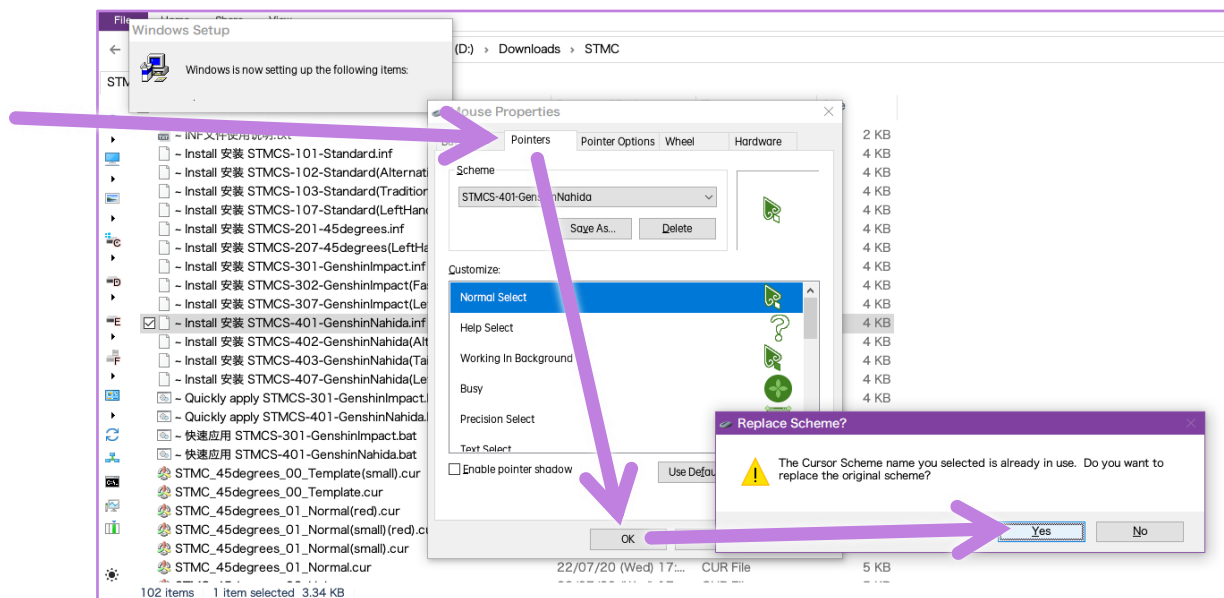 File Home Share View
Windows Setup
Windows is now setting up the following items:
(D:) › Downloads › STMC
Mouse Properties
Pointers
Pointer Options
Wheel
Hardware
Scheme
STMCS-401-GenshinNahida
Save As...
Delete
Customize:
Normal Select
Help Select
Working In Background
Busy
Precision Select
Text Select
Enable pointer shadow
Use Defau
OK
~ INF文件使用说明.txt 2 KB
~ Install 安装 STMCS-101-Standard.inf 4 KB
~ Install 安装 STMCS-102-Standard(Alternati 4 KB
~ Install 安装 STMCS-103-Standard(Tradition 4 KB
~ Install 安装 STMCS-107-Standard(LeftHand 4 KB
~ Install 安装 STMCS-201-45degrees.inf 4 KB
~ Install 安装 STMCS-207-45degrees(LeftHa 4 KB
~ Install 安装 STMCS-301-GenshinImpact.inf 4 KB
~ Install 安装 STMCS-302-GenshinImpact(Fas 4 KB
~ Install 安装 STMCS-307-GenshinImpact(Le 4 KB
~ Install 安装 STMCS-401-GenshinNahida.inf 4 KB
~ Install 安装 STMCS-402-GenshinNahida(Alt 4 KB
~ Install 安装 STMCS-403-GenshinNahida(Tai 4 KB
~ Install 安装 STMCS-407-GenshinNahida(Le 4 KB
~ Quickly apply STMCS-301-GenshinImpact. 4 KB
~ Quickly apply STMCS-401-GenshinNahida.
~ 快速应用 STMCS-301-GenshinImpact.bat
~ 快速应用 STMCS-401-GenshinNahida.bat
STMC_45degrees_00_Template(small).cur
STMC_45degrees_00_Template.cur
STMC_45degrees_01_Normal(red).cur
STMC_45degrees_01_Normal(small)(red).cu
STMC_45degrees_01_Normal(small).cur
STMC_45degrees_01_Normal.cur 22/07/20 (Wed) 17:... CUR File 5 KB
102 items 1 item selected 3.34 KB
Replace Scheme?
The Cursor Scheme name you selected is already in use. Do you want to
replace the original scheme?
Yes
No